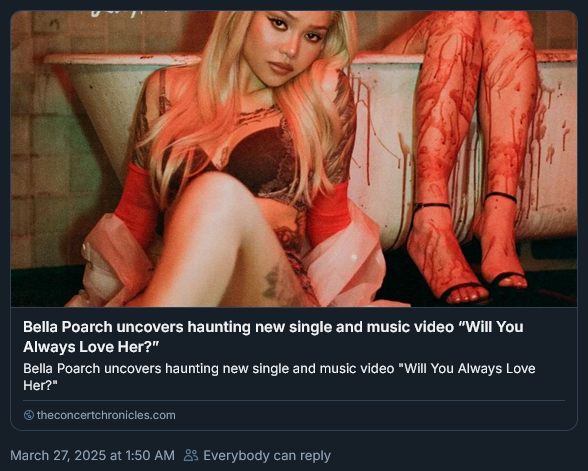 Bella Poarch uncovers haunting new single and music video “Will You
Always Love Her?”
Bella Poarch uncovers haunting new single and music video "Will You Always Love
Her?"
theconcertchronicles.com
March 27, 2025 at 1:50 AM Everybody can reply